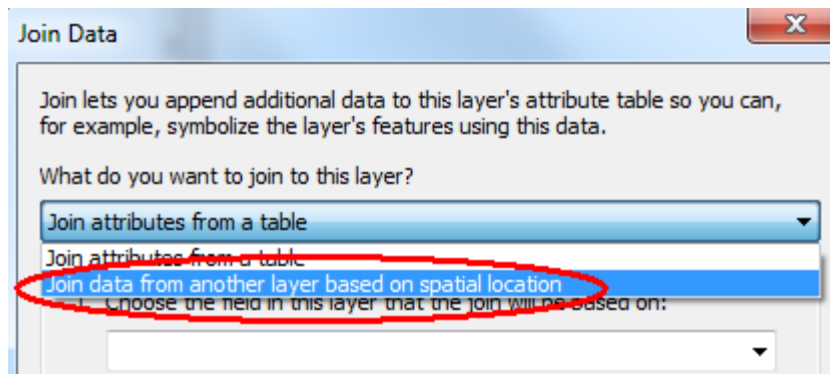 Join Data
Join lets you append additional data to this layer's attribute table so you can,
for example, symbolize the layer's features using this data.
What do you want to join to this layer?
Join attributes from a table
Join attributes from a table
Join data from another layer based on spatial location
1. Choose the field in this layer that the join will be based on: